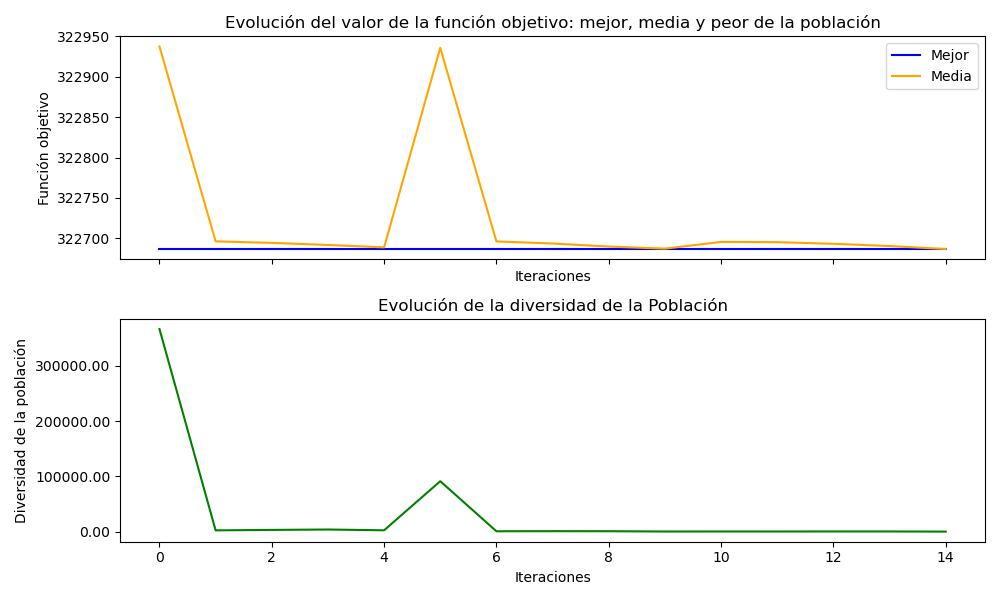 Evolución del valor de la función objetivo: mejor, media y peor de la población
322950
322900
322850
322800
322750
322700
Función objetivo
Mejor
Media
Iteraciones
Evolución de la diversidad de la Población
300000.00
200000.00
100000.00
0.00
Diversidad de la población
0 2 4 6 8 10 12 14
Iteraciones